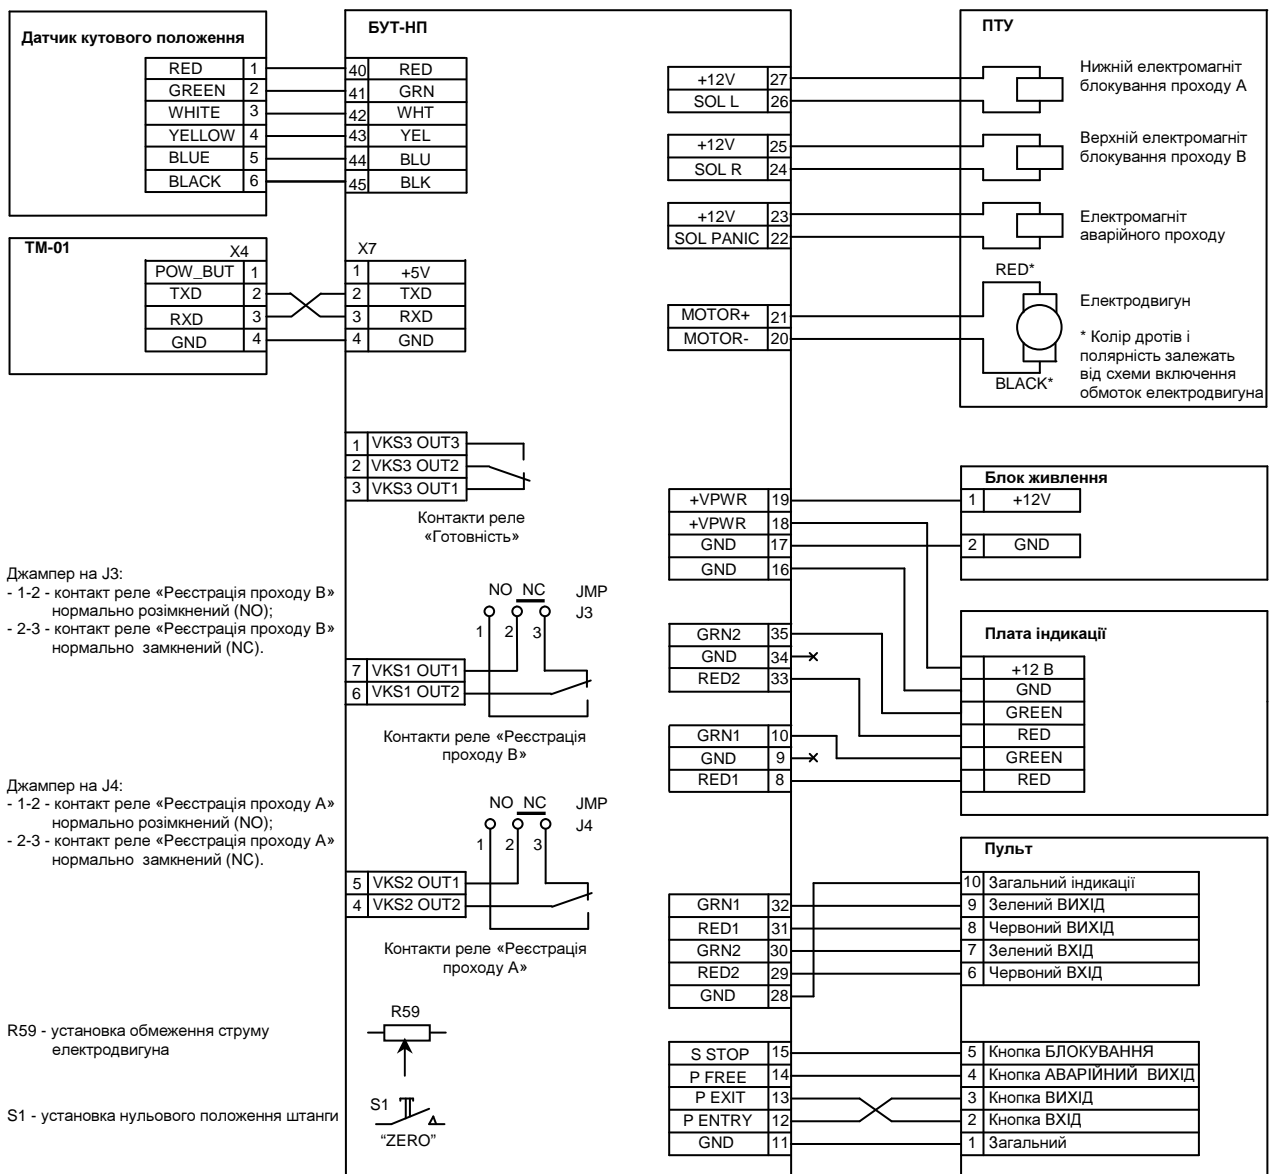 Датчик кутового положення
RED 1
GREEN 2
WHITE 3
YELLOW 4
BLUE 5
BLACK 6
ТМ-01
X4
POW_BUT 1
TXD 2
RXD 3
GND 4
БУТ-НП
40 RED
41 GRN
42 WHT
43 YEL
44 BLU
45 BLK
X7
1 +5V
2 TXD
3 RXD
4 GND
1 VKS3 OUT3
2 VKS3 OUT2
3 VKS3 OUT1
Контакти реле
«Готовність»
Джампер на J3:
- 1-2 - контакт реле «Реєстрація проходу В»
нормально розімкнений (NO);
- 2-3 - контакт реле «Реєстрація проходу В»
нормально замкнений (NC).
NO NC JMP
J3
1 2 3
7 VKS1 OUT1
6 VKS1 OUT2
Контакти реле «Реєстрація
проходу В»
Джампер на J4:
- 1-2 - контакт реле «Реєстрація проходу А»
нормально розімкнений (NO);
- 2-3 - контакт реле «Реєстрація проходу А»
нормально замкнений (NC).
NO NC JMP
J4
1 2 3
5 VKS2 OUT1
4 VKS2 OUT2
Контакти реле «Реєстрація
проходу А»
R59 - установка обмеження струму
електродвигуна
R59
S1 - установка нульового положення штанги
S1
“ZERO”
+12V 27
SOL L 26
+12V 25
SOL R 24
+12V 23
SOL PANIC 22
MOTOR+ 21
MOTOR- 20
+VPWR 19
+VPWR 18
GND 17
GND 16
GRN2 35
GND 34
RED2 33
GRN1 10
GND 9
RED1 8
GRN1 32
RED1 31
GRN2 30
RED2 29
GND 28
S STOP 15
P FREE 14
P EXIT 13
P ENTRY 12
GND 11
ПТУ
Нижній електромагніт
блокування проходу А
Верхній електромагніт
блокування проходу В
Електромагніт
аварійного проходу
RED*
Електродвигун
* Колір дротів і
полярність залежать
від схеми включення
обмоток електродвигуна
BLACK*
Блок живлення
1 +12V
2 GND
Плата індикації
+12 В
GND
GREEN
RED
GREEN
RED
Пульт
10 Загальний індикації
9 Зелений ВИХІД
8 Червоний ВИХІД
7 Зелений ВХІД
6 Червоний ВХІД
5 Кнопка БЛОКУВАННЯ
4 Кнопка АВАРІЙНИЙ ВИХІД
3 Кнопка ВИХІД
2 Кнопка ВХІД
1 Загальний